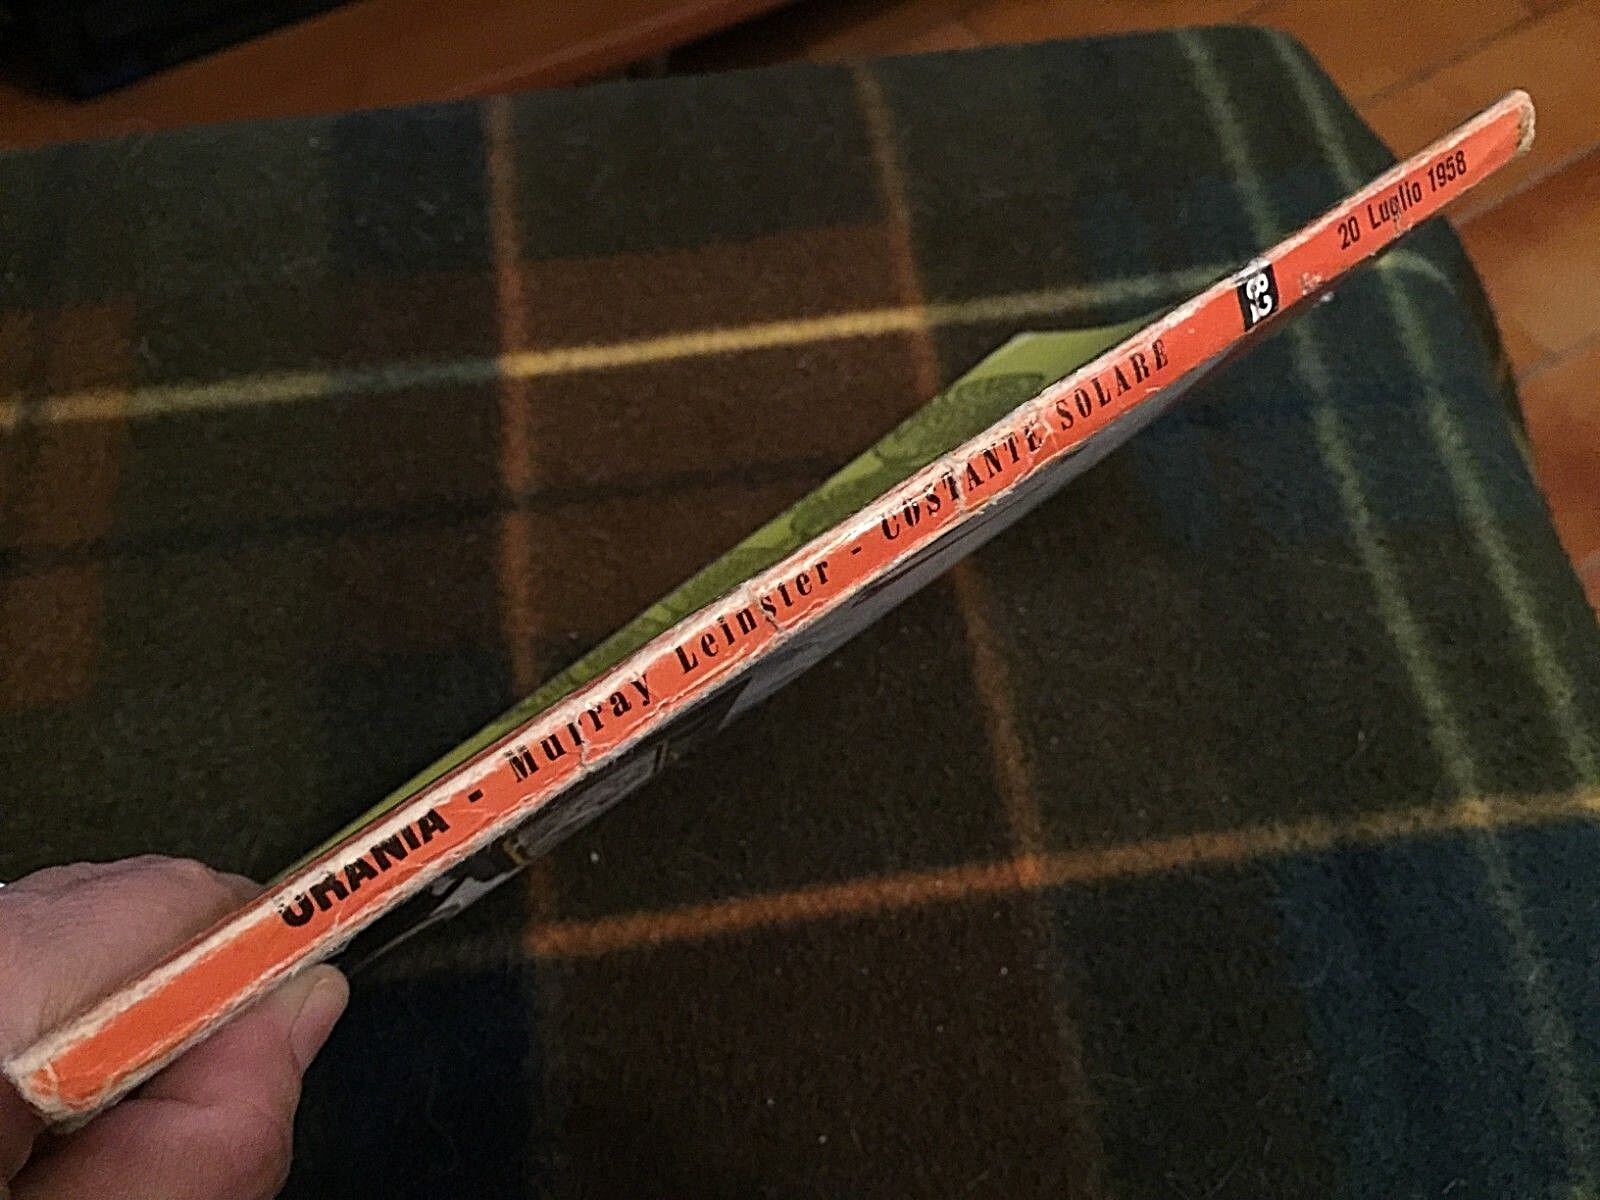 URANIA - Murray Leinster - COSTANTE SOLARE
20 Luglio 1958